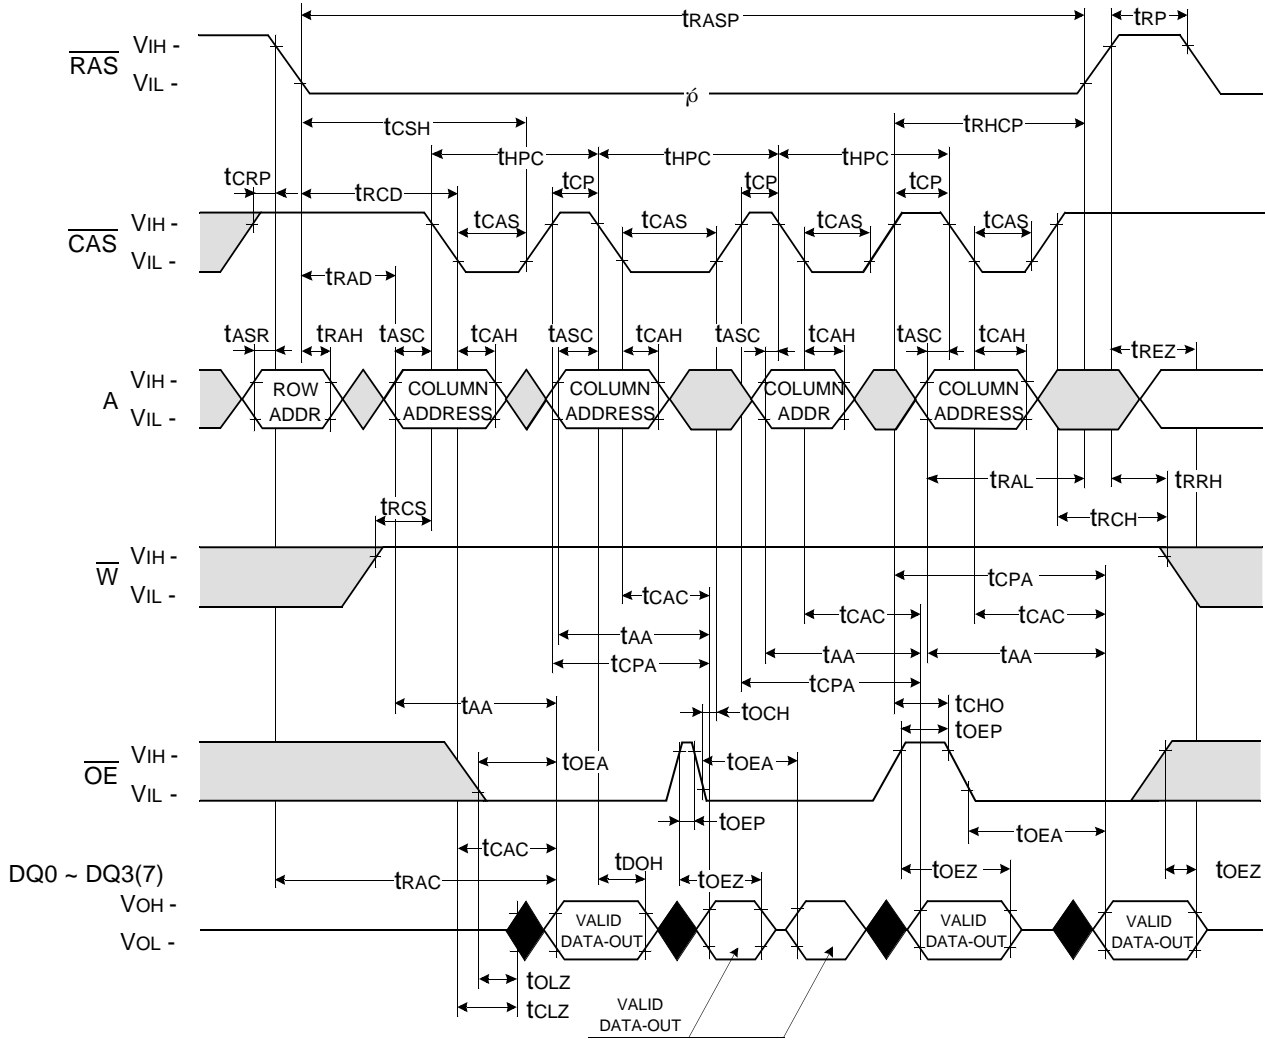 tRASP tRP
VIH -
RAS
VIL -
γό
tCSH tRHCP
tHPC tHPC tHPC
tCRP tRCD tCP tCP tCP
VIH -
CAS tCAS tCAS tCAS tCAS
VIL -
tRAD
tASR tRAH tASC tCAH tASC tCAH tASC tCAH tASC tCAH
tREZ
VIH -
A
VIL -
ROW
ADDR
COLUMN
ADDRESS
COLUMN
ADDRESS
COLUMN
ADDR
COLUMN
ADDRESS
tRAL tRRH
tRCS tRCH
VIH -
W
VIL -
tCPA
tCAC tCAC tCAC
tAA tAA tAA
tCPA tCPA
tAA tOCH tCHO
tOEP
VIH -
OE tOEA tOEA
VIL -
tOEP tOEA
tCAC tDOH
DQ0 ~ DQ3(7) tRAC tOEZ tOEZ tOEZ
VOH -
VOL -
VALID
DATA-OUT
VALID
DATA-OUT
VALID
DATA-OUT
tOLZ
tCLZ
VALID
DATA-OUT